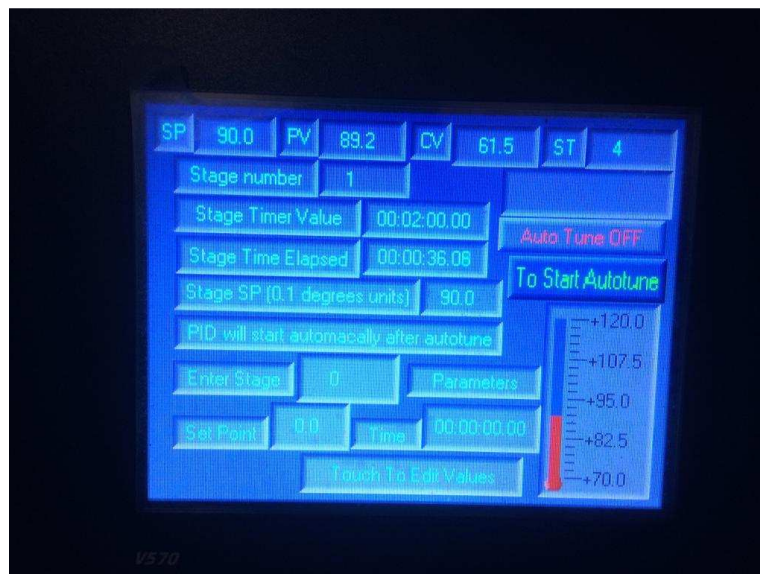 SP 90.0 PV 89.2 CV 61.5 ST 4
Stage number 1
Stage Timer Value 00:02:00.00
Auto Tune OFF
Stage Time Elapsed 00:00:36.08
To Start Autotune
Stage SP (0.1 degrees units) 90.0
PID will start automacally after autotune
+120.0
+107.5
+95.0
+82.5
+70.0
Enter Stage 0 Parameters
Set Point 0.0 Time 00:00:00.00
Touch To Edit Values
V570